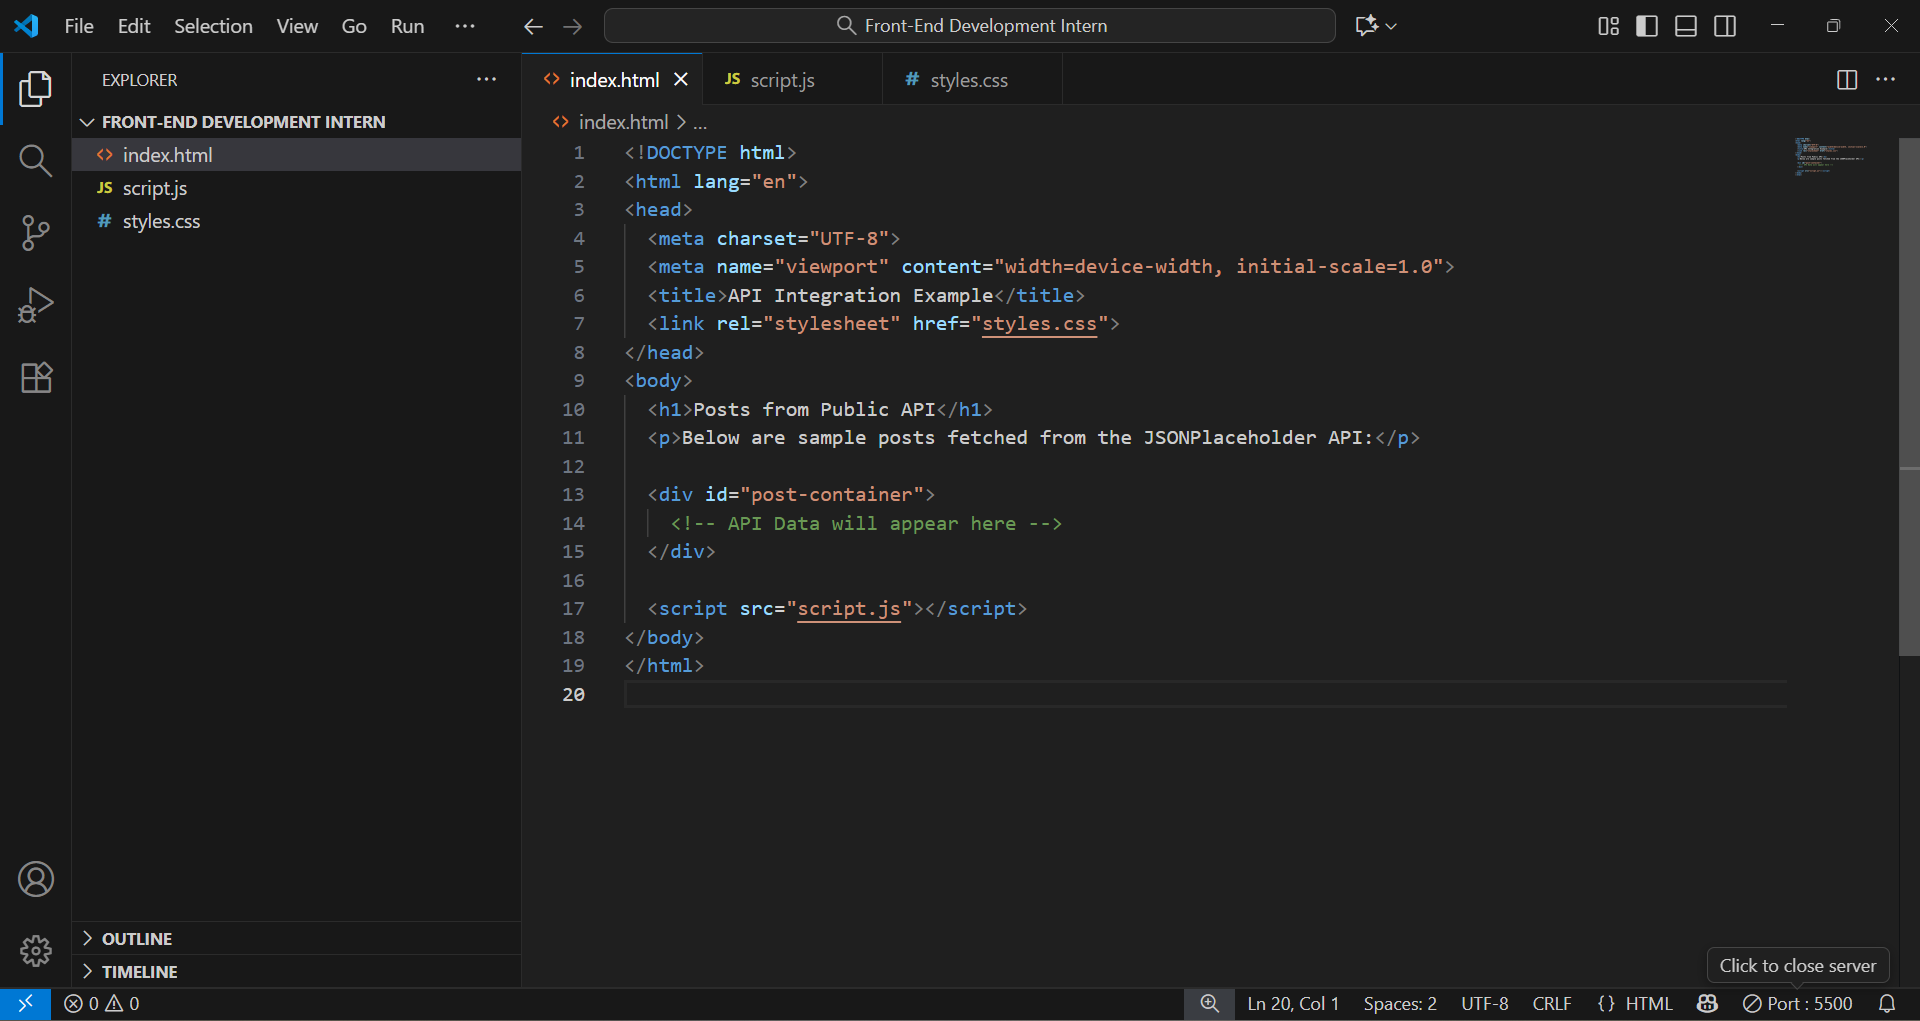 File Edit Selection View Go Run ···
Front-End Development Intern
EXPLORER ···
FRONT-END DEVELOPMENT INTERN
<> index.html
JS script.js
# styles.css
OUTLINE
TIMELINE
<> index.html JS script.js # styles.css ···
<> index.html > ...
1 <!DOCTYPE html>
2 <html lang="en">
3 <head>
4 <meta charset="UTF-8">
5 <meta name="viewport" content="width=device-width, initial-scale=1.0">
6 <title>API Integration Example</title>
7 <link rel="stylesheet" href="styles.css">
8 </head>
9 <body>
10 <h1>Posts from Public API</h1>
11 <p>Below are sample posts fetched from the JSONPlaceholder API:</p>
12
13 <div id="post-container">
14 <!-- API Data will appear here -->
15 </div>
16
17 <script src="script.js"></script>
18 </body>
19 </html>
20
Click to close server
0 0 Ln 20, Col 1 Spaces: 2 UTF-8 CRLF {} HTML Port : 5500